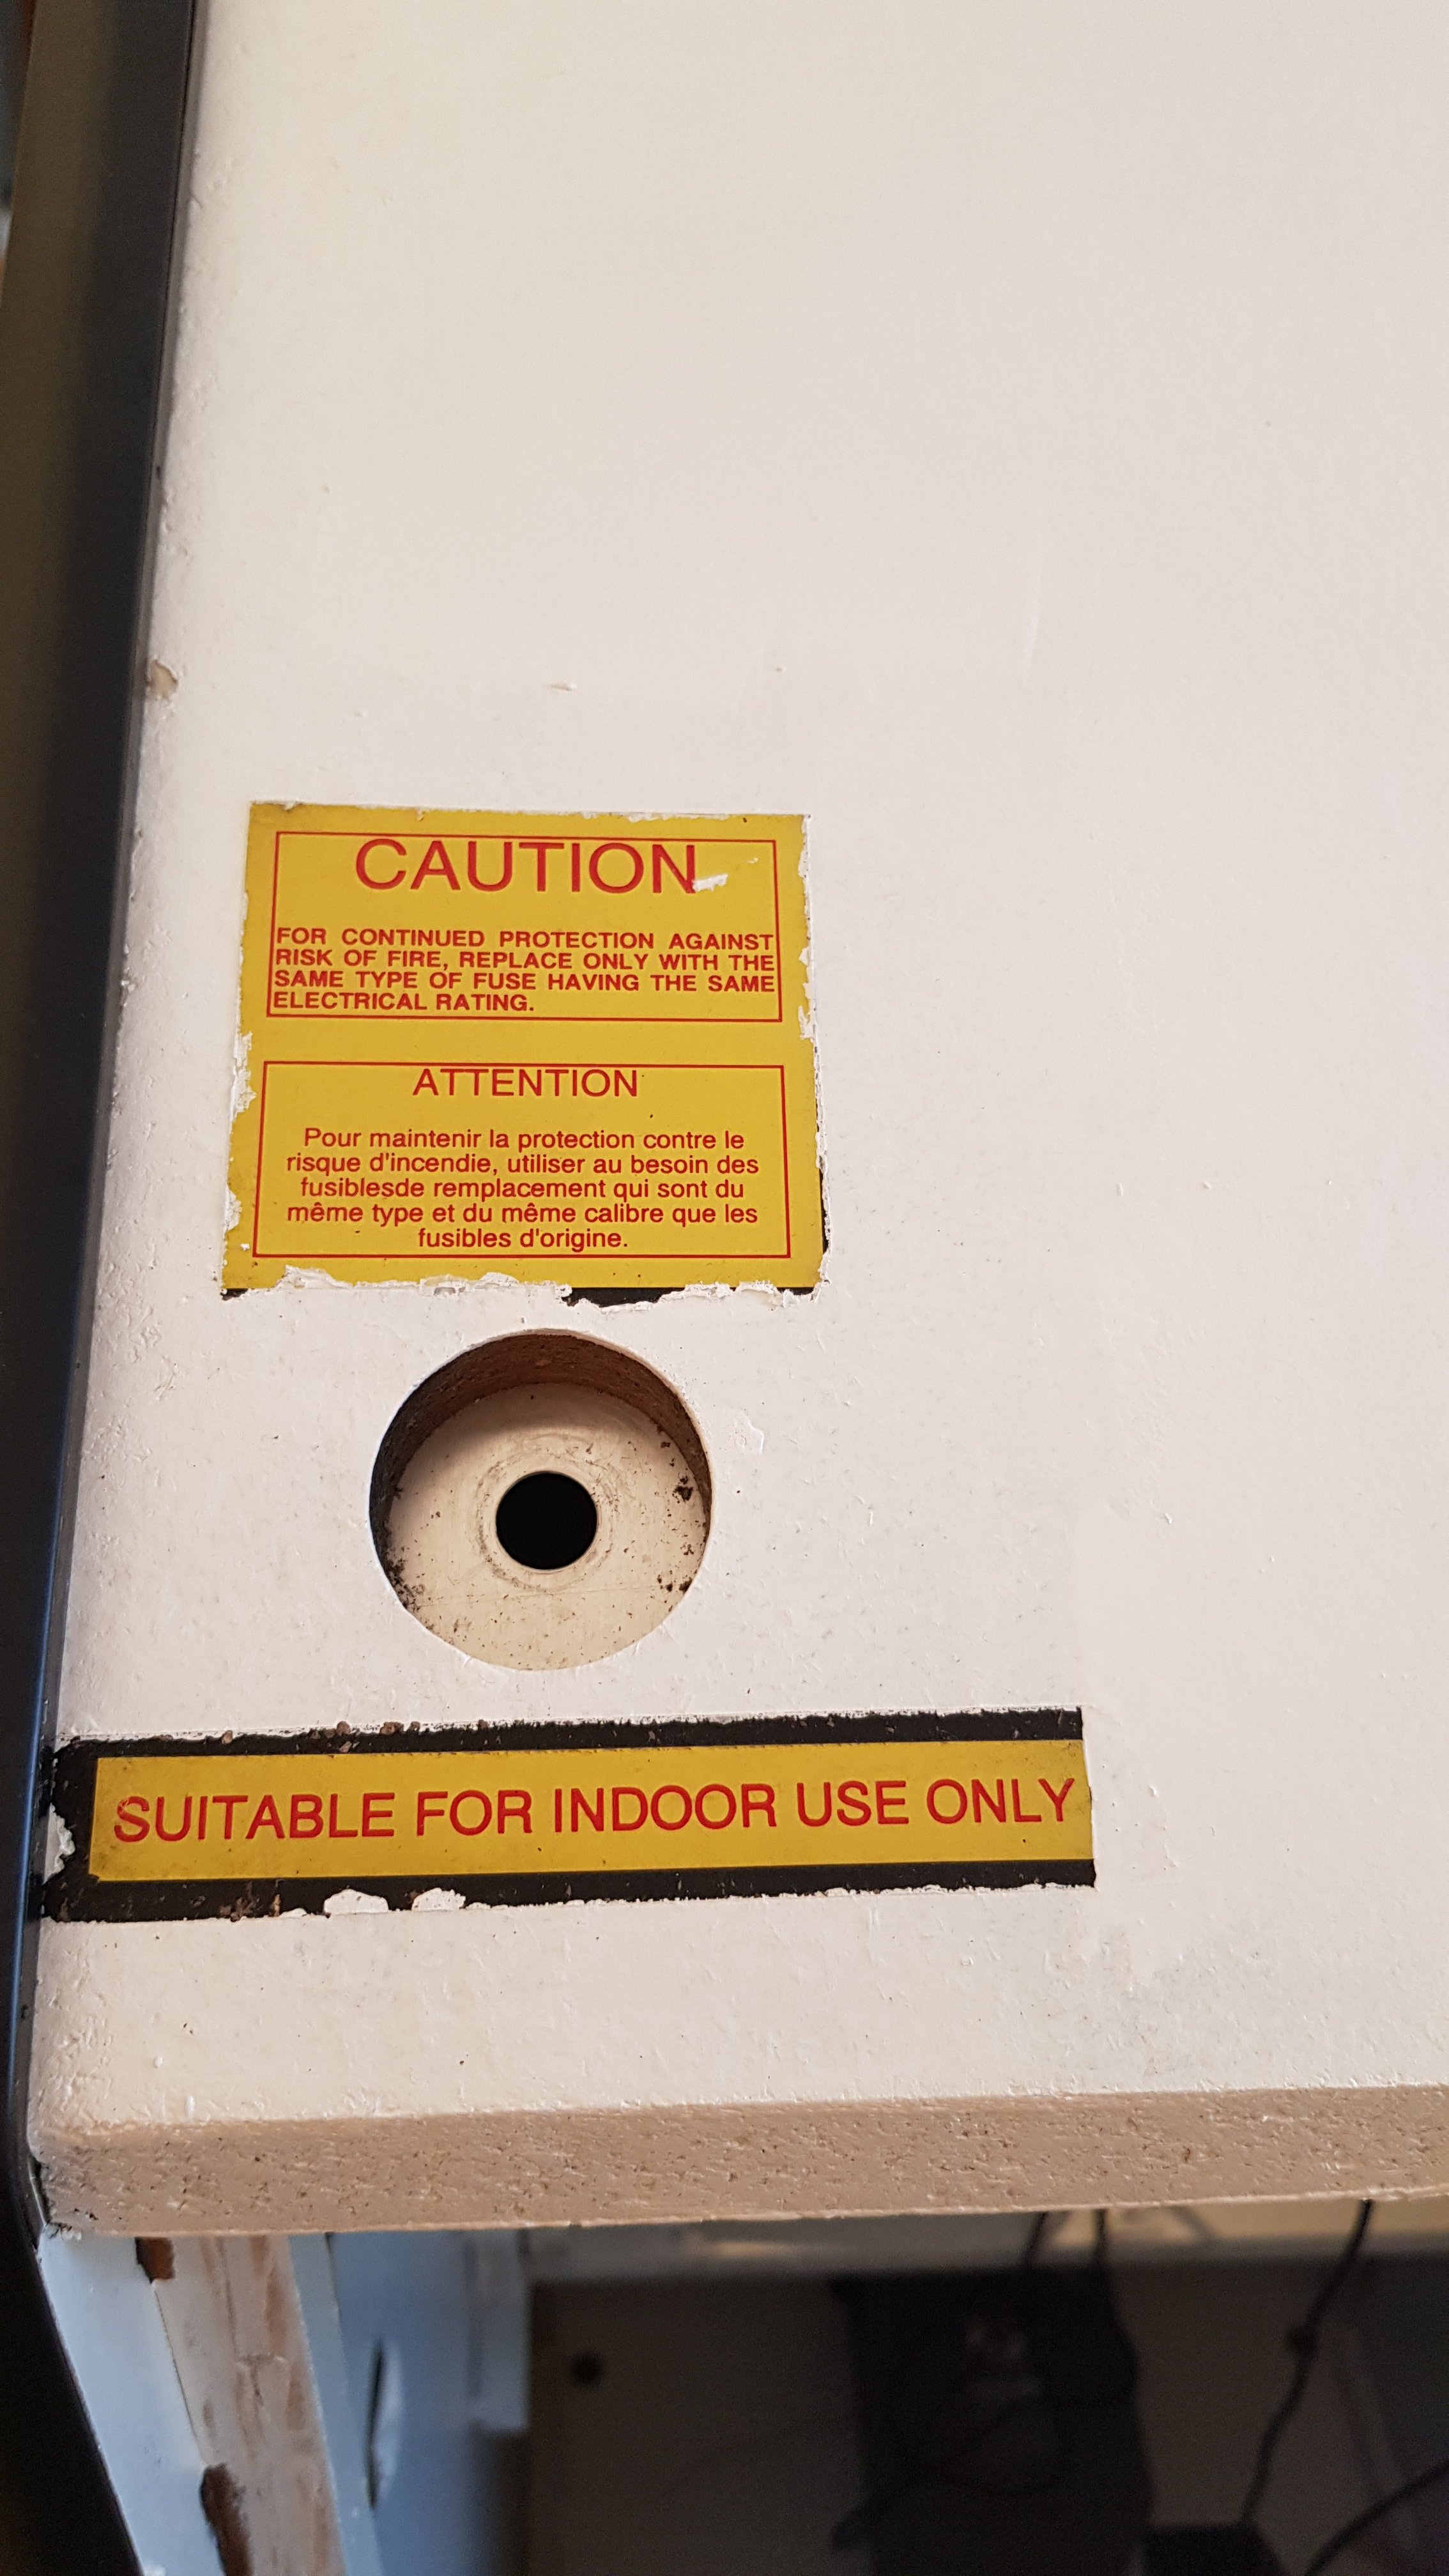 CAUTION
FOR CONTINUED PROTECTION AGAINST
RISK OF FIRE, REPLACE ONLY WITH THE
SAME TYPE OF FUSE HAVING THE SAME
ELECTRICAL RATING.
ATTENTION
Pour maintenir la protection contre le
risque d'incendie, utiliser au besoin des
fusiblesde remplacement qui sont du
même type et du même calibre que les
fusibles d'origine.
SUITABLE FOR INDOOR USE ONLY